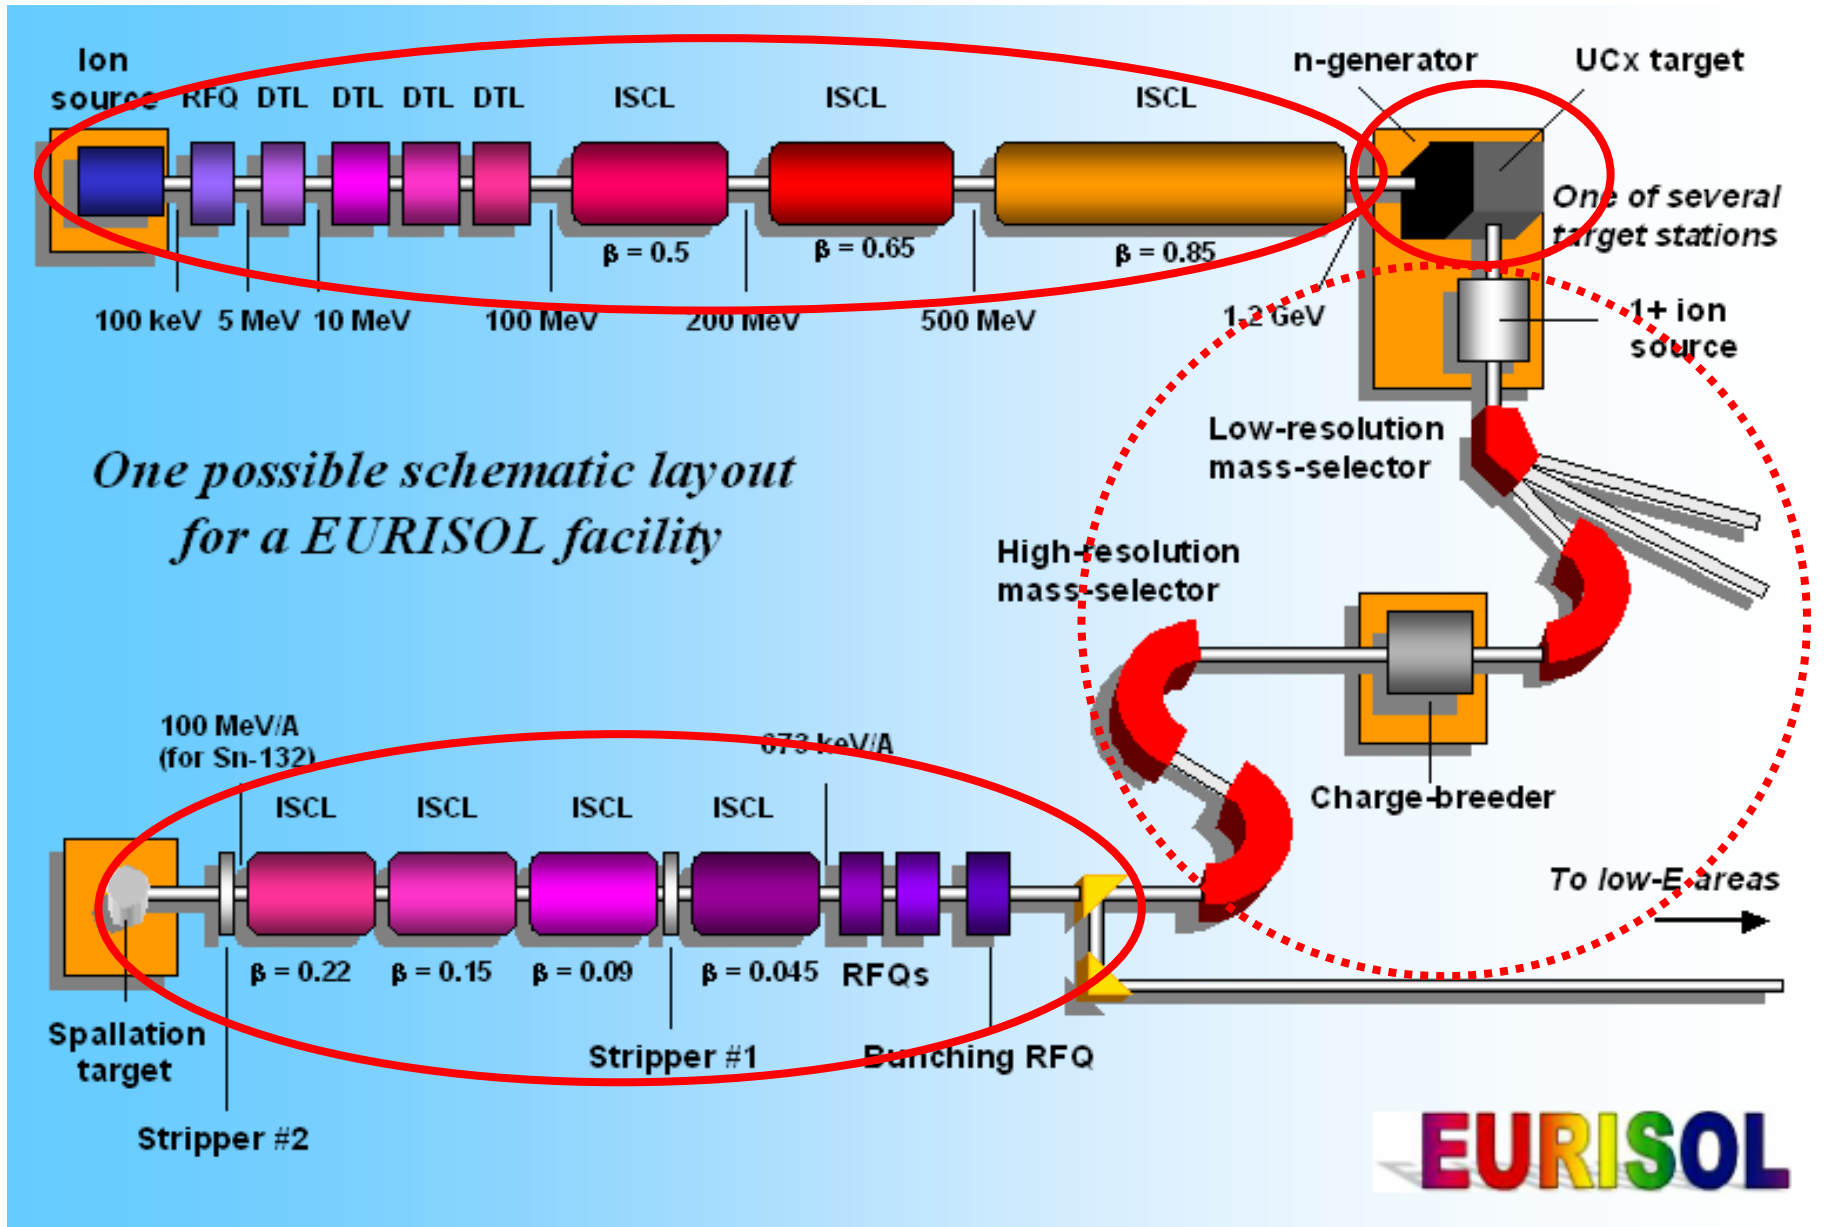 Ion
source
RFQ DTL DTL DTL DTL
ISCL ISCL ISCL
n-generator
UCx target
β = 0.5
β = 0.65
β = 0.85
One of several
target stations
100 keV 5 MeV 10 MeV 100 MeV 200 MeV 500 MeV 1-2 GeV
1+ ion
source
Low-resolution
mass-selector
One possible schematic layout
for a EURISOL facility
High-resolution
mass-selector
Charge-breeder
100 MeV/A
(for Sn-132)
673 keV/A
ISCL ISCL ISCL ISCL
To low-E areas
β = 0.22 β = 0.15 β = 0.09 β = 0.045 RFQs
Spallation
target
Stripper #1
Bunching RFQ
Stripper #2
EURISOL